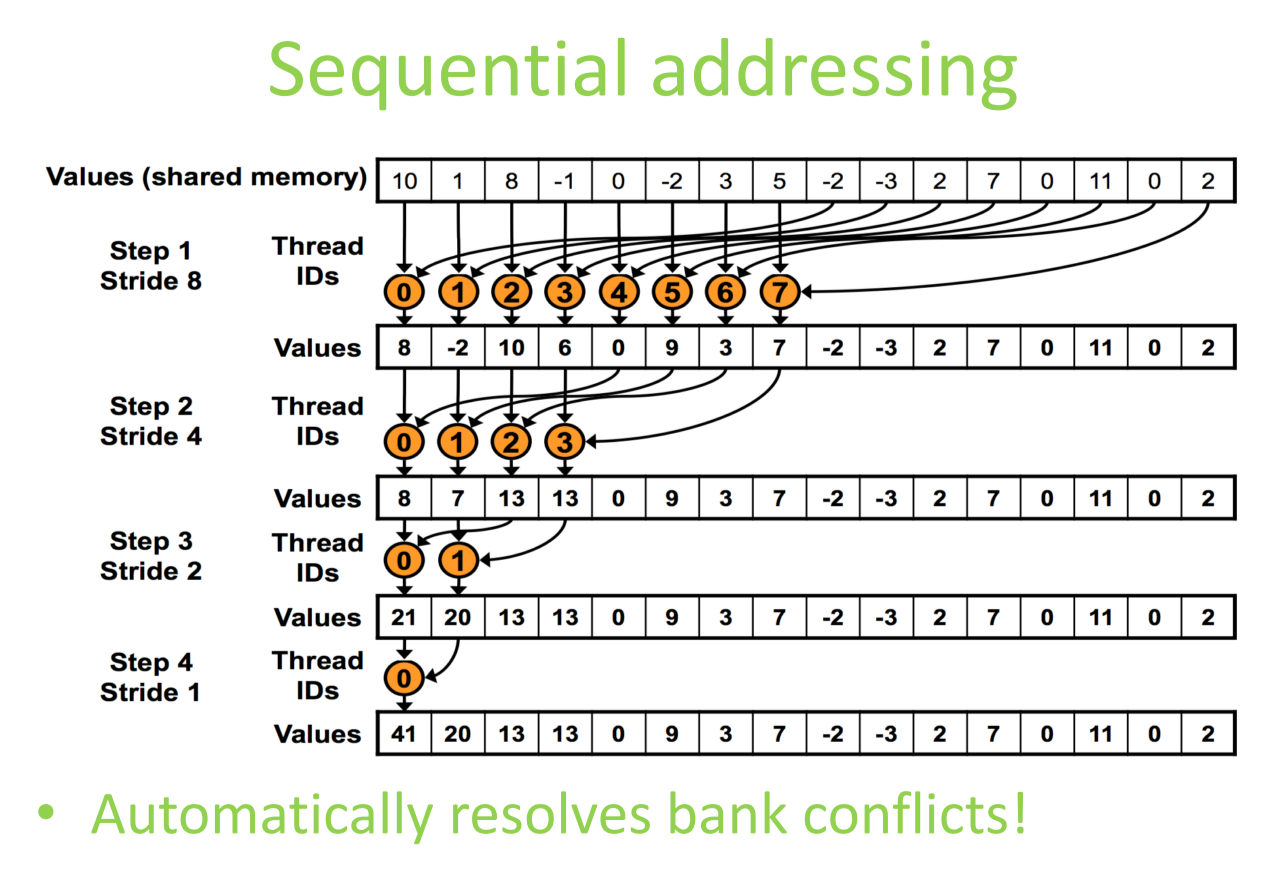 Sequential addressing
Values (shared memory) 10 1 8 -1 0 -2 3 5 -2 -3 2 7 0 11 0 2
Step 1 Thread
Stride 8 IDs
0 1 2 3 4 5 6 7
Values 8 -2 10 6 0 9 3 7 -2 -3 2 7 0 11 0 2
Step 2 Thread
Stride 4 IDs
0 1 2 3
Values 8 7 13 13 0 9 3 7 -2 -3 2 7 0 11 0 2
Step 3 Thread
Stride 2 IDs
0 1
Values 21 20 13 13 0 9 3 7 -2 -3 2 7 0 11 0 2
Step 4 Thread
Stride 1 IDs
0
Values 41 20 13 13 0 9 3 7 -2 -3 2 7 0 11 0 2
• Automatically resolves bank conflicts!